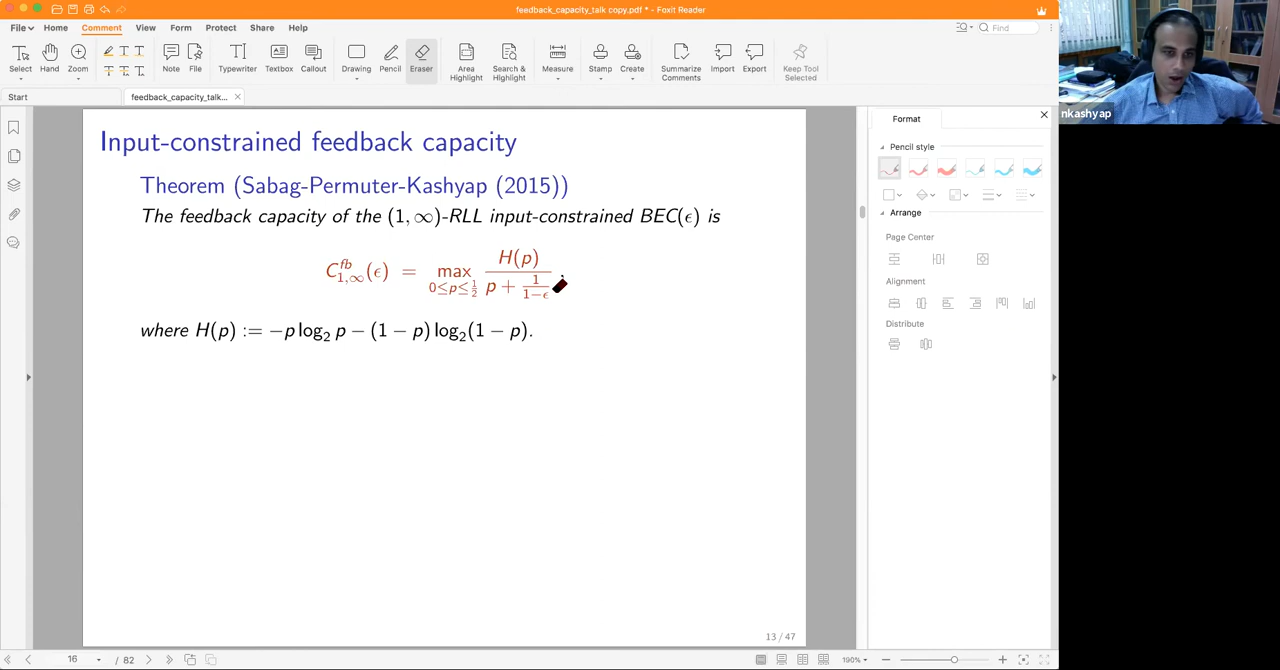 feedback_capacity_talk copy.pdf * - Foxit Reader
File Home Comment View Form Protect Share Help
Find
Select Hand Zoom Note File Typewriter Textbox Callout Drawing Pencil Eraser Area Highlight Search & Highlight Measure Stamp Create Summarize Comments Import Export Keep Tool Selected
Start feedback_capacity_talk...
nkashyap
Input-constrained feedback capacity
Theorem (Sabag-Permuter-Kashyap (2015))
The feedback capacity of the (1, ∞)-RLL input-constrained BEC(ϵ) is
C^{fb}_{1,∞}(ϵ) = max_{0≤p≤1/2} H(p) / (p + 1/(1−ϵ))
where H(p) := −p log₂ p − (1 − p) log₂(1 − p).
13 / 47
Format
Pencil style
Arrange
Page Center
Alignment
Distribute
16 / 82
190%